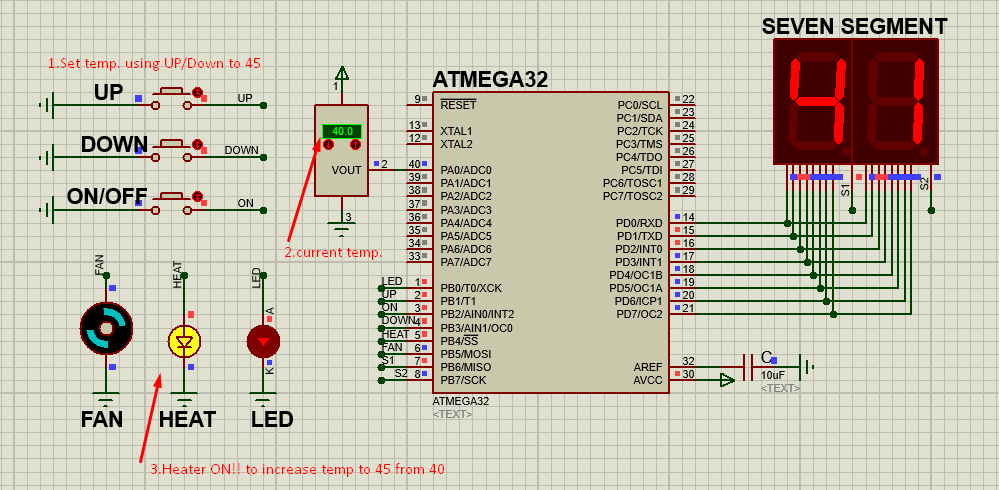 SEVEN SEGMENT
1.Set temp. using UP/Down to 45
UP
UP
DOWN
DOWN
ON/OFF
ON
1
40.0
VOUT
2
3
2.current temp.
ATMEGA32
9 RESET PC0/SCL 22
PC1/SDA 23
13 XTAL1 PC2/TCK 24
12 XTAL2 PC3/TMS 25
PC4/TDO 26
40 PA0/ADC0 PC5/TDI 27
39 PA1/ADC1 PC6/TOSC1 28
38 PA2/ADC2 PC7/TOSC2 29
37 PA3/ADC3
36 PA4/ADC4 PD0/RXD 14
35 PA5/ADC5 PD1/TXD 15
34 PA6/ADC6 PD2/INT0 16
33 PA7/ADC7 PD3/INT1 17
PD4/OC1B 18
LED 1 PB0/T0/XCK PD5/OC1A 19
UP 2 PB1/T1 PD6/ICP1 20
ON 3 PB2/AIN0/INT2 PD7/OC2 21
DOWN 4 PB3/AIN1/OC0
HEAT 5 PB4/SS
FAN 6 PB5/MOSI
S1 7 PB6/MISO AREF 32
S2 8 PB7/SCK AVCC 30
ATMEGA32
<TEXT>
41
S1
S2
C
10uF
<TEXT>
FAN
HEAT
LED
A
K
FAN
HEAT
LED
3.Heater ON!! to increase temp to 45 from 40